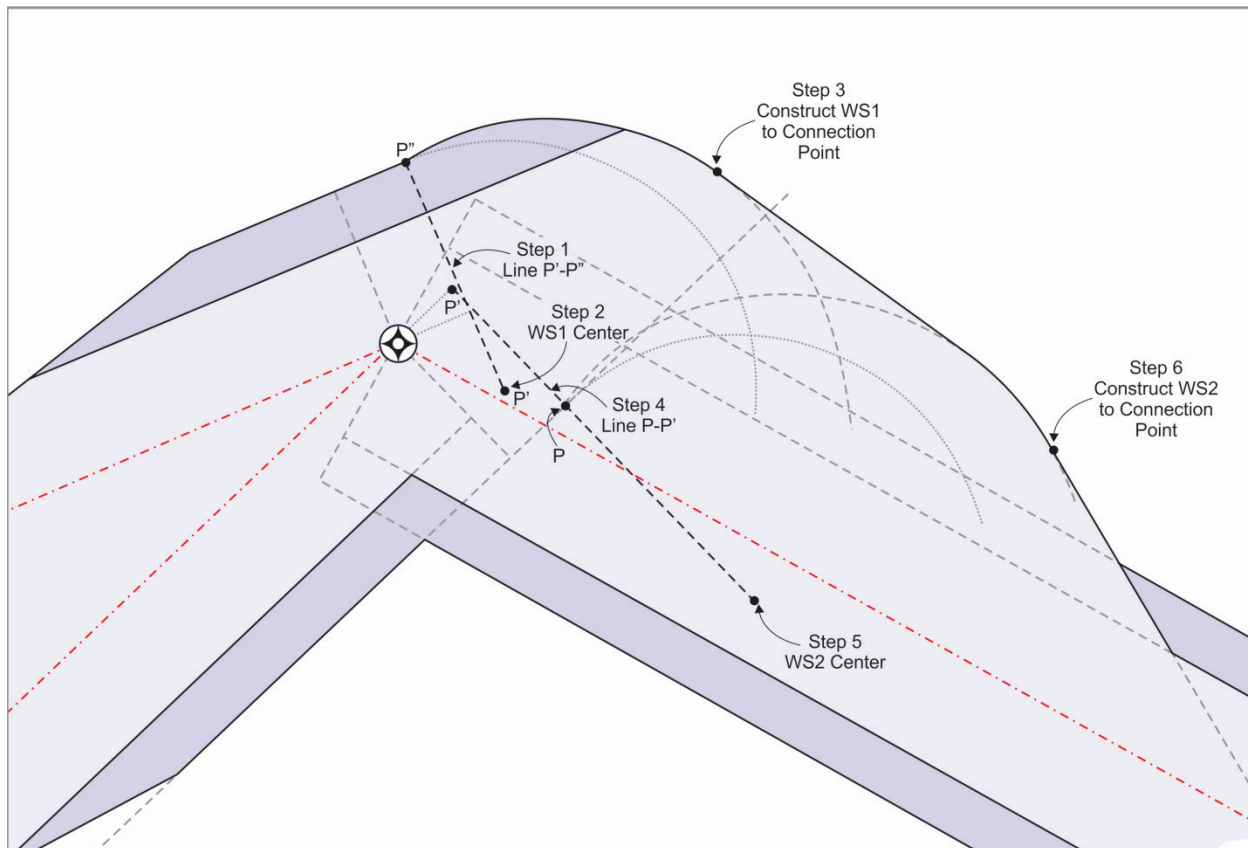 Step 3
Construct WS1
to Connection
Point
P”
Step 1
Line P’-P”
P’
Step 2
WS1 Center
P’
Step 4
Line P-P’
P
Step 6
Construct WS2
to Connection
Point
Step 5
WS2 Center